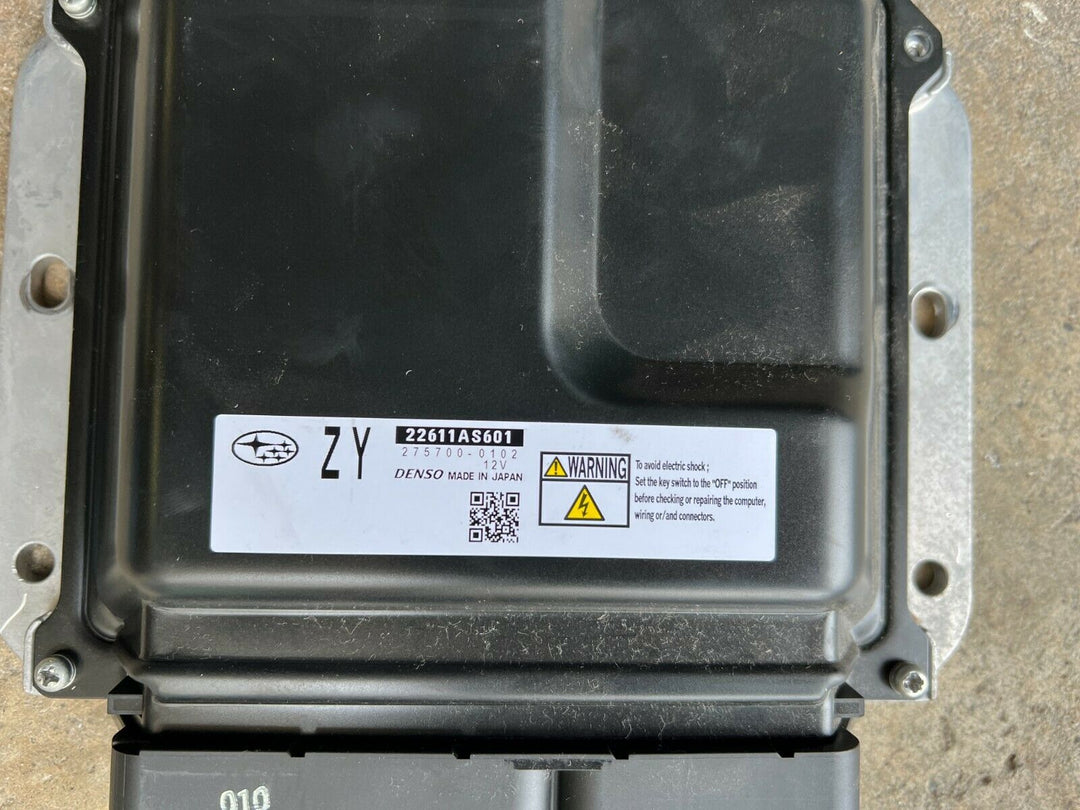 ZY
22611AS601
275700-0102
12V
DENSO MADE IN JAPAN
WARNING
To avoid electric shock ;
Set the key switch to the "OFF" position
before checking or repairing the computer,
wiring or/and connectors.
010